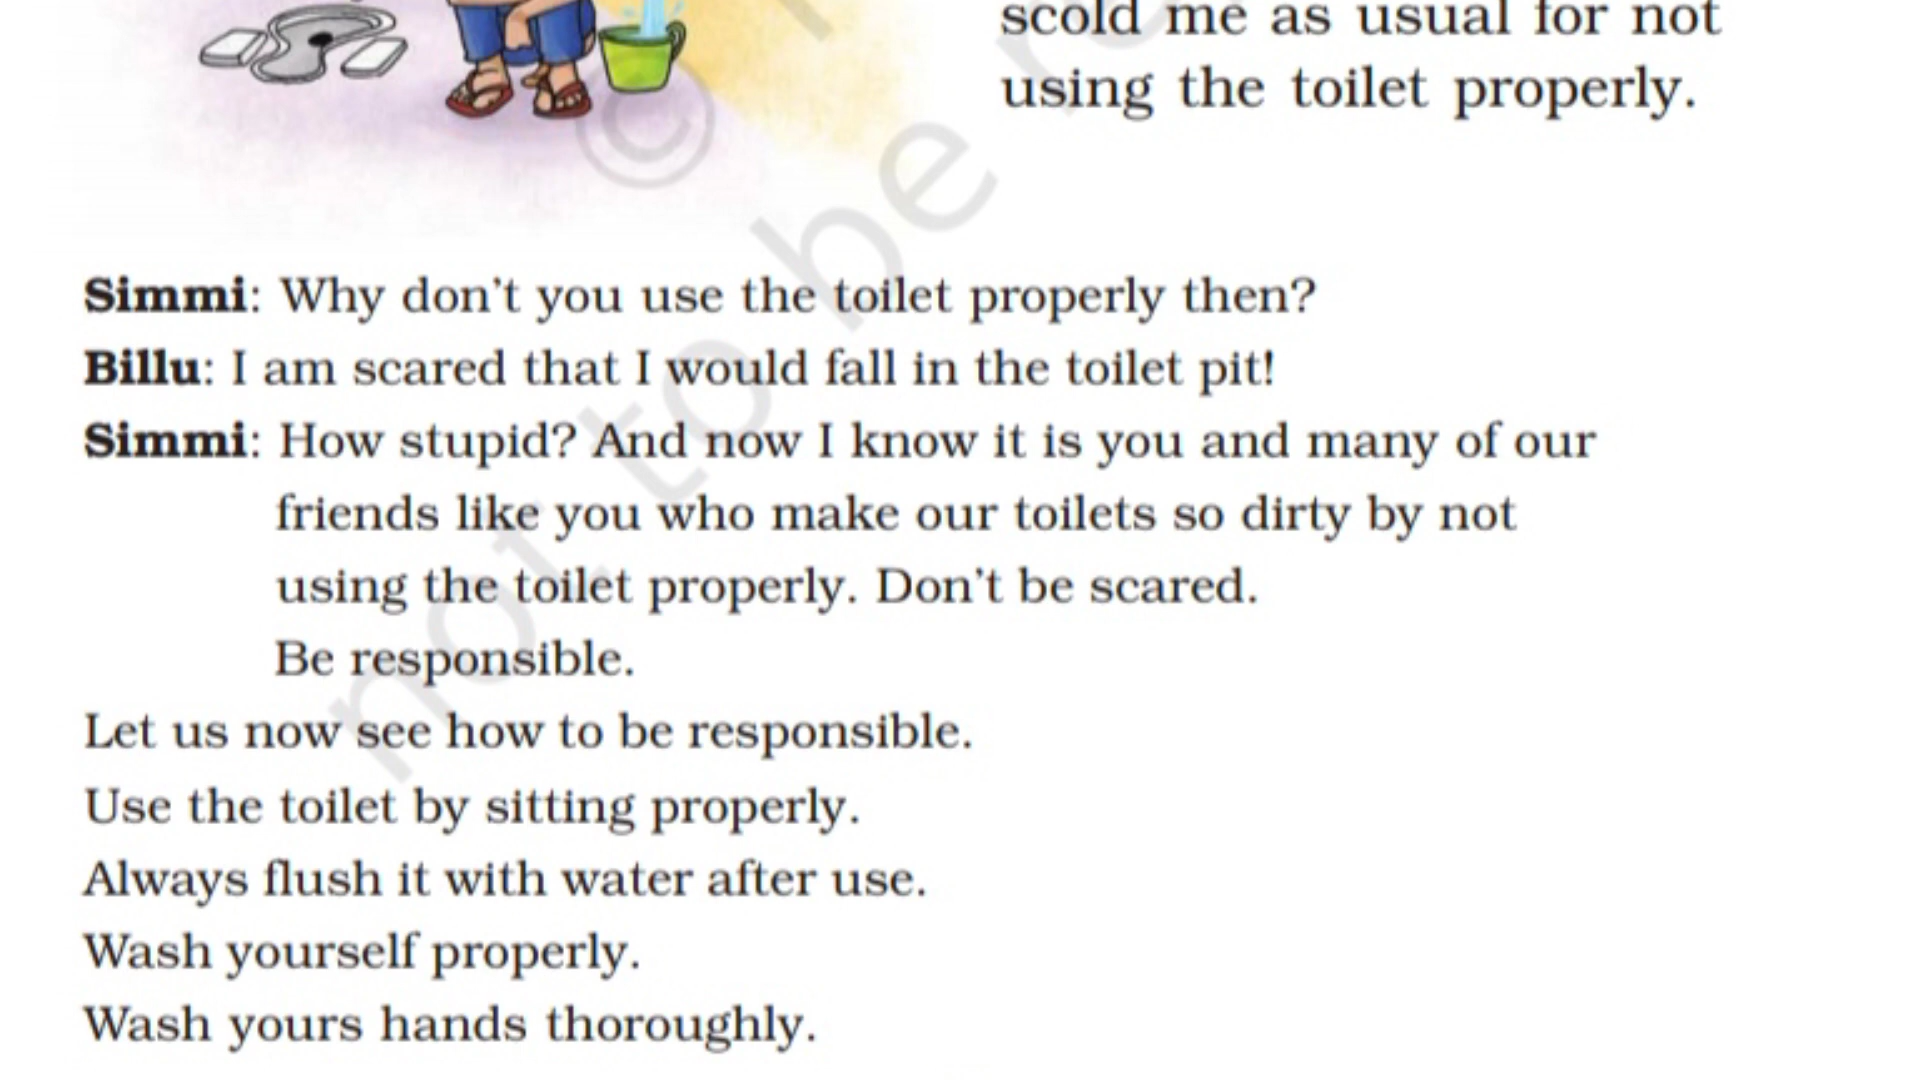 scold me as usual for not
using the toilet properly.
Simmi: Why don't you use the toilet properly then?
Billu: I am scared that I would fall in the toilet pit!
Simmi: How stupid? And now I know it is you and many of our
friends like you who make our toilets so dirty by not
using the toilet properly. Don't be scared.
Be responsible.
Let us now see how to be responsible.
Use the toilet by sitting properly.
Always flush it with water after use.
Wash yourself properly.
Wash yours hands thoroughly.
©
not to be